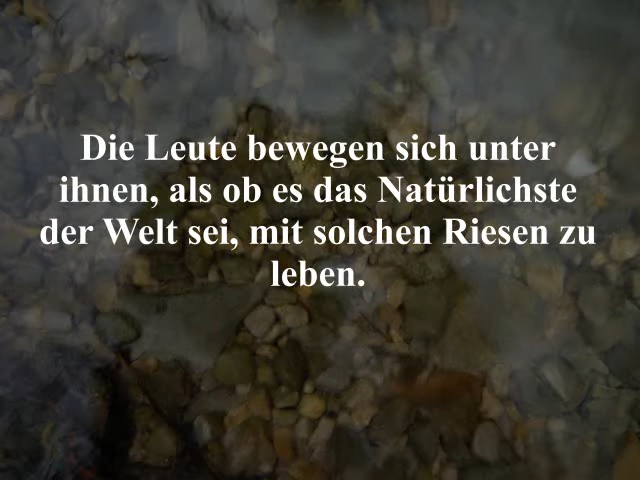 Die Leute bewegen sich unter
ihnen, als ob es das Natürlichste
der Welt sei, mit solchen Riesen zu
leben.